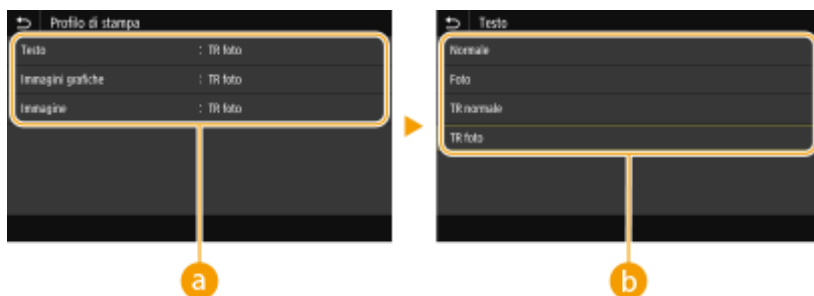 Profilo di stampa
Testo : TR foto
Immagini grafiche : TR foto
Immagine : TR foto
a
Testo
Normale
Foto
TR normale
TR foto
b